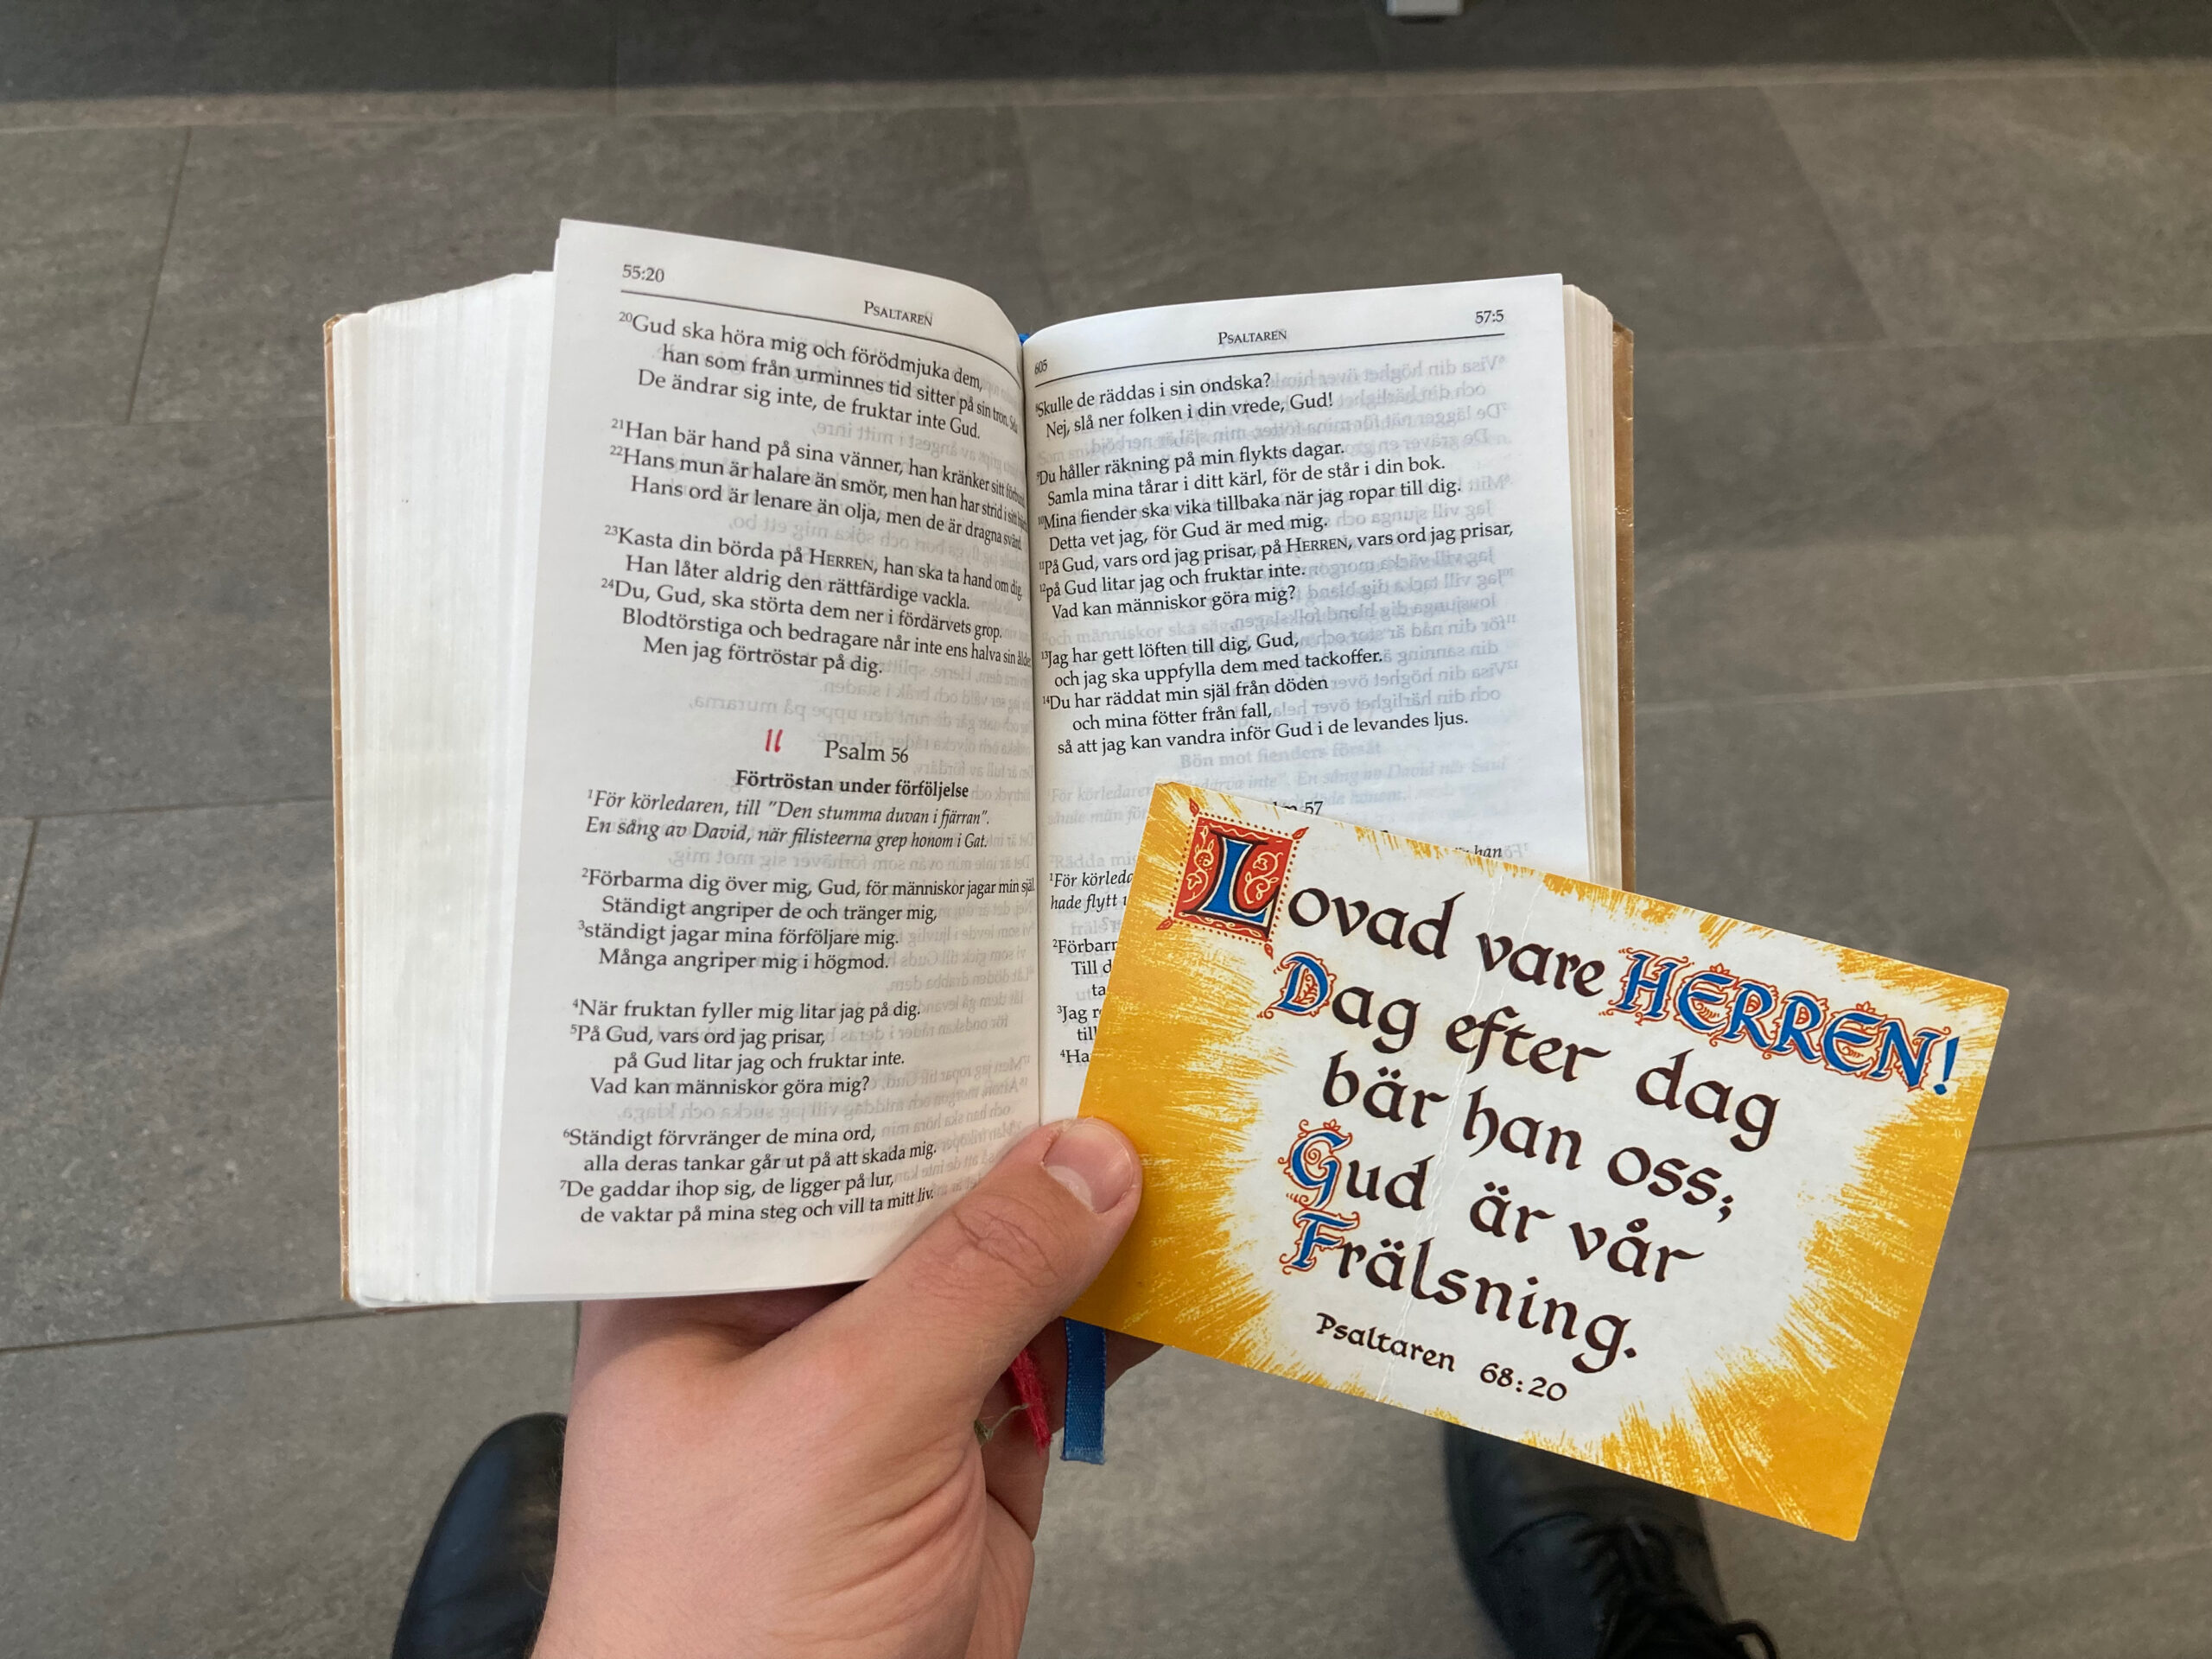 55:20
PSALTAREN
²⁰Gud ska höra mig och förödmjuka dem,
han som från urminnes tid sitter på sin tron. Sela
De ändrar sig inte, de fruktar inte Gud.
²¹Han bär hand på sina vänner, han kränker sitt förbund.
²²Hans mun är halare än smör, men han har strid i sitt
Hans ord är lenare än olja, men de är dragna svärd.
²³Kasta din börda på HERREN, han ska ta hand om dig.
Han låter aldrig den rättfärdige vackla.
²⁴Du, Gud, ska störta dem ner i fördärvets grop.
Blodtörstiga och bedragare når inte ens halva sin
Men jag förtröstar på dig.
11
Psalm 56
Förtröstan under förföljelse
¹För körledaren, till "Den stumma duvan i fjärran".
En sång av David, när filisteerna grep honom i Gat.
²Förbarma dig över mig, Gud, för människor jagar min själ
Ständigt angriper de och tränger mig,
³ständigt jagar mina förföljare mig.
Många angriper mig i högmod.
⁴När fruktan fyller mig litar jag på dig.
⁵På Gud, vars ord jag prisar,
på Gud litar jag och fruktar inte.
Vad kan människor göra mig?
⁶Ständigt förvränger de mina ord,
alla deras tankar går ut på att skada mig.
⁷De gaddar ihop sig, de ligger på lur,
de vaktar på mina steg och vill ta mitt liv.
605
PSALTAREN
57:5
⁸Skulle de räddas i sin ondska?
Nej, slå ner folken i din vrede, Gud!
⁹Du håller räkning på min flykts dagar.
Samla mina tårar i ditt kärl, för de står i din bok.
¹⁰Mina fiender ska vika tillbaka när jag ropar till dig.
Detta vet jag, för Gud är med mig.
¹¹På Gud, vars ord jag prisar, på HERREN, vars ord jag prisar,
¹²på Gud litar jag och fruktar inte.
Vad kan människor göra mig?
¹³Jag har gett löften till dig, Gud,
och jag ska uppfylla dem med tackoffer.
¹⁴Du har räddat min själ från döden
och mina fötter från fall,
så att jag kan vandra inför Gud i de levandes ljus.
57
han
¹För körleda
hade flytt
²Förbarm
Till d
ta
³Jag r
till
⁴Ha
Lovad vare HERREN!
Dag efter dag
bär han oss;
Gud är vår
Frälsning.
Psaltaren 68:20